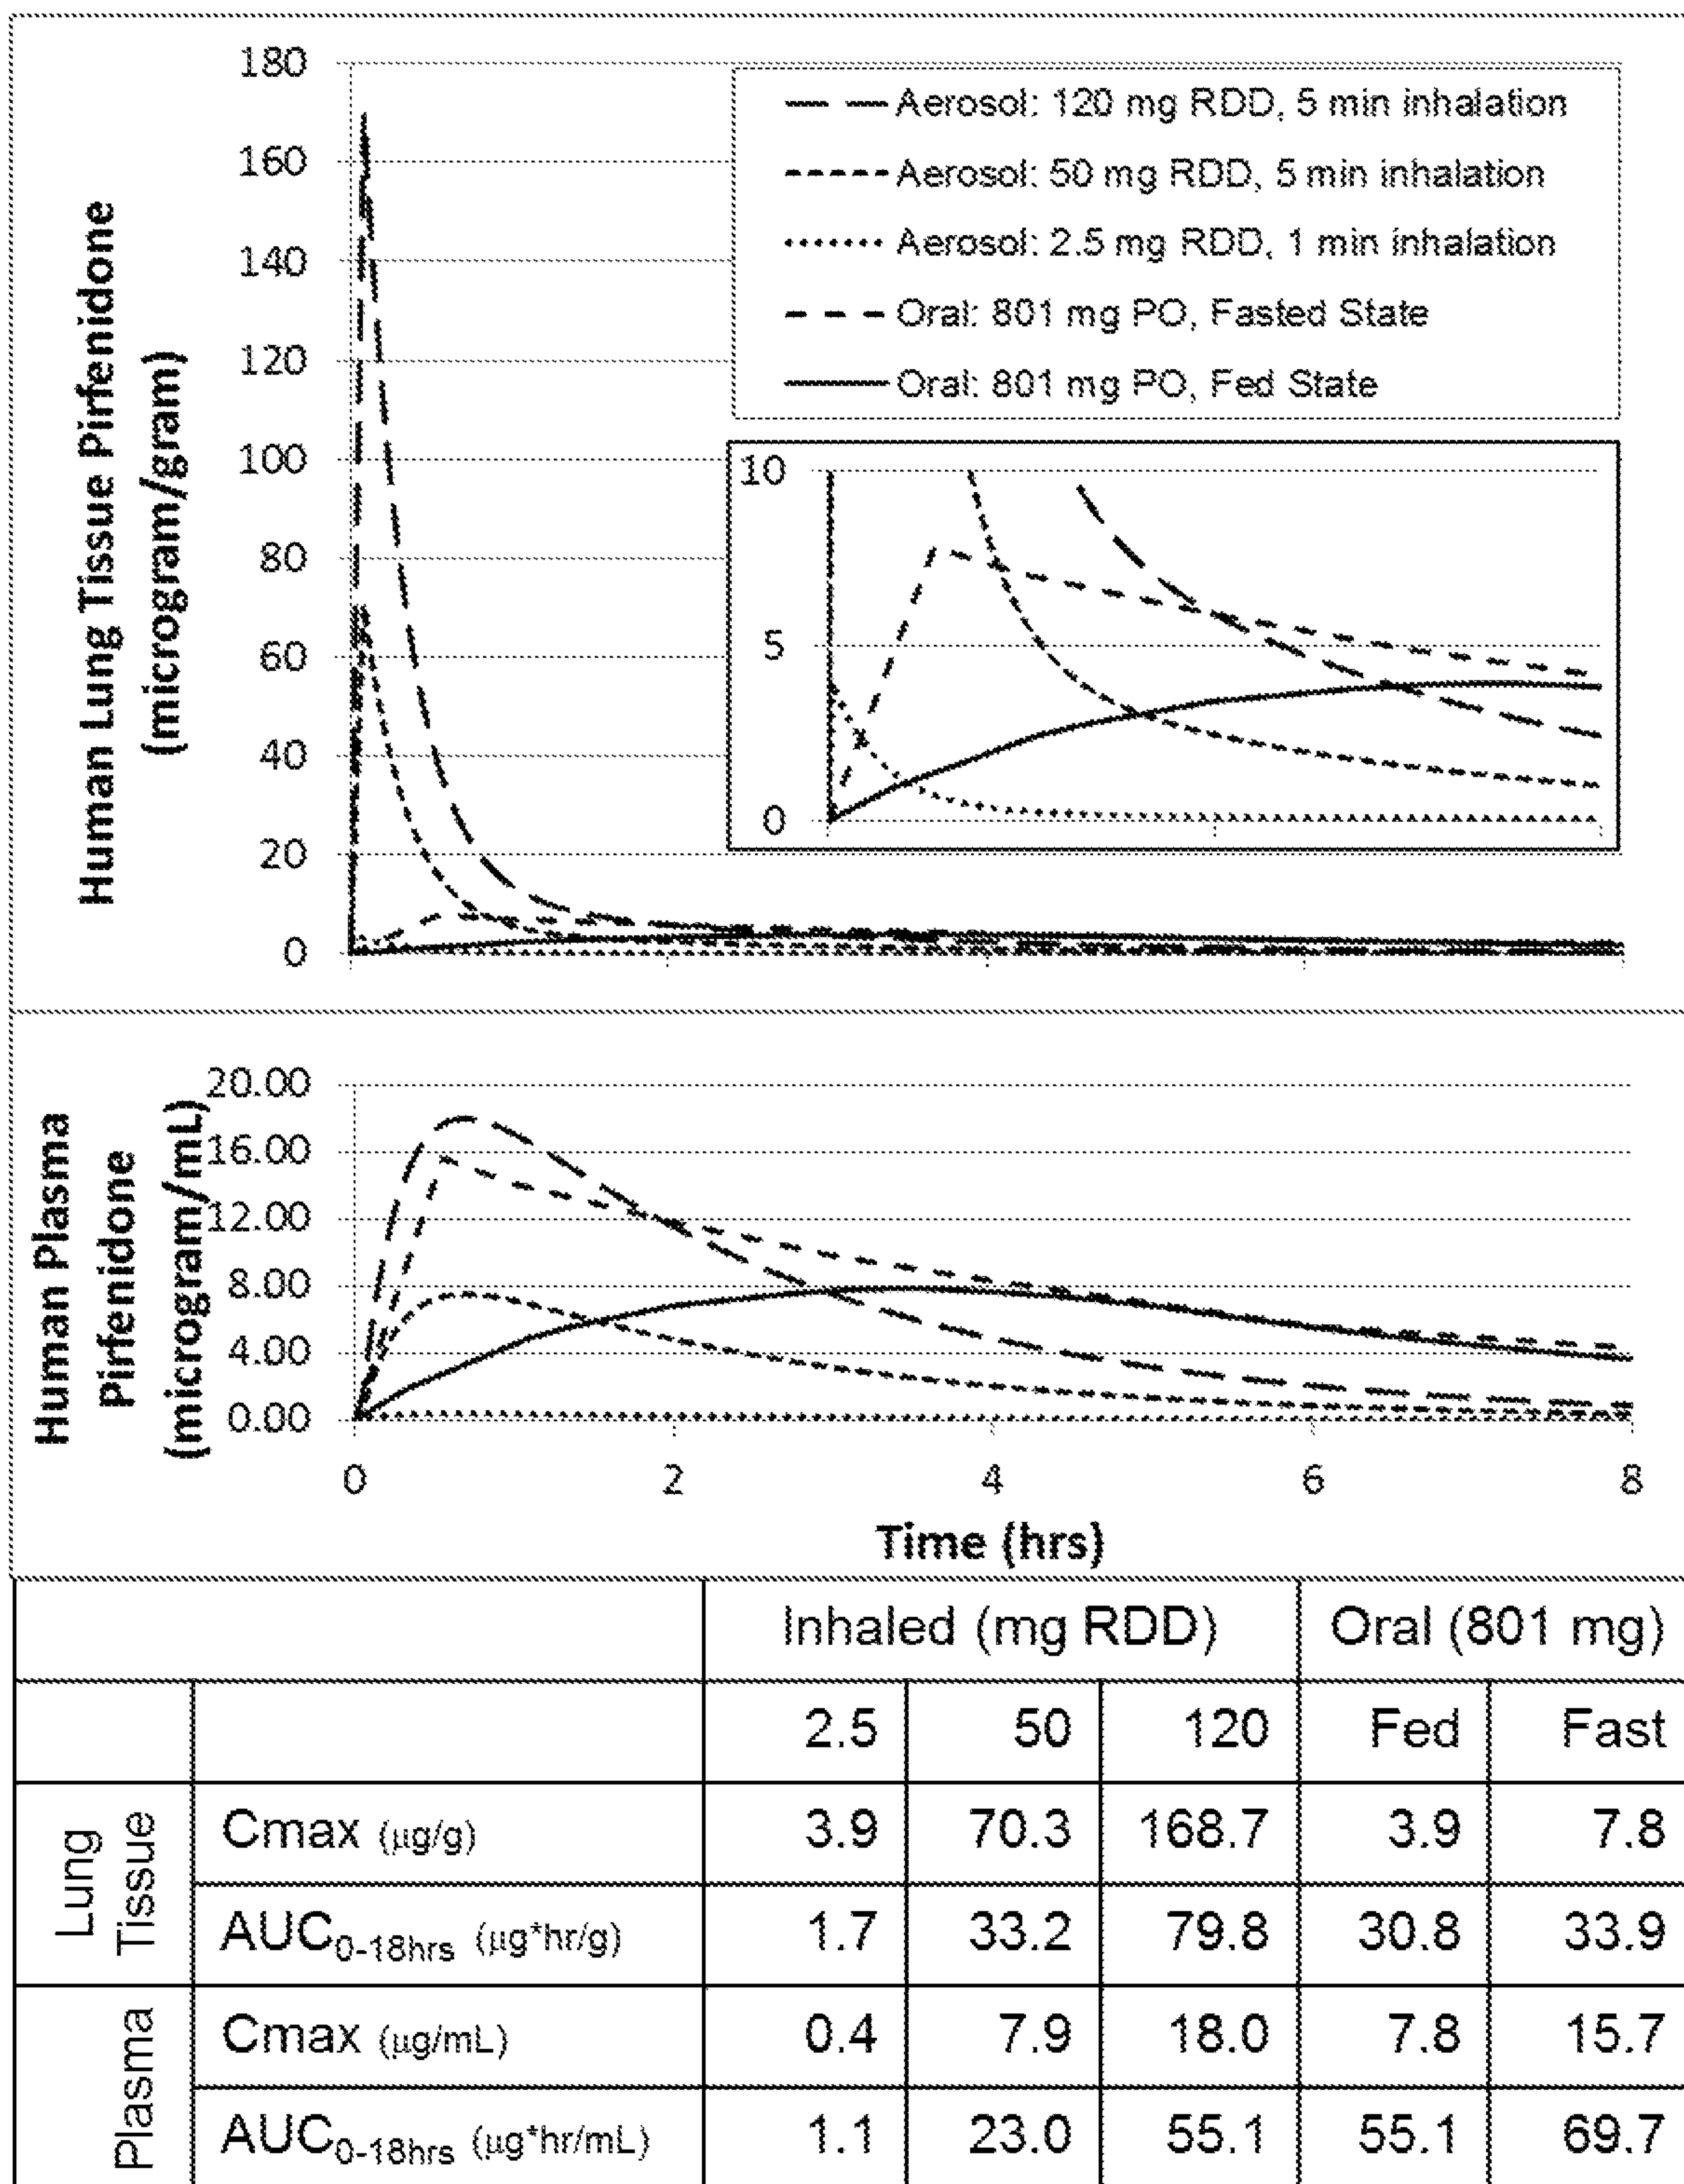 Human Lung Tissue Pirfenidone
(microgram/gram)
180
160
140
120
100
80
60
40
20
0
Aerosol: 120 mg RDD, 5 min inhalation
Aerosol: 50 mg RDD, 5 min inhalation
Aerosol: 2.5 mg RDD, 1 min inhalation
Oral: 801 mg PO, Fasted State
Oral: 801 mg PO, Fed State
10
5
0
Human Plasma
Pirfenidone
(microgram/mL)
20.00
16.00
12.00
8.00
4.00
0.00
0 2 4 6 8
Time (hrs)
Inhaled (mg RDD) Oral (801 mg)
2.5 50 120 Fed Fast
Lung
Tissue
Cmax (μg/g) 3.9 70.3 168.7 3.9 7.8
AUC0-18hrs (μg*hr/g) 1.7 33.2 79.8 30.8 33.9
Plasma
Cmax (μg/mL) 0.4 7.9 18.0 7.8 15.7
AUC0-18hrs (μg*hr/mL) 1.1 23.0 55.1 55.1 69.7